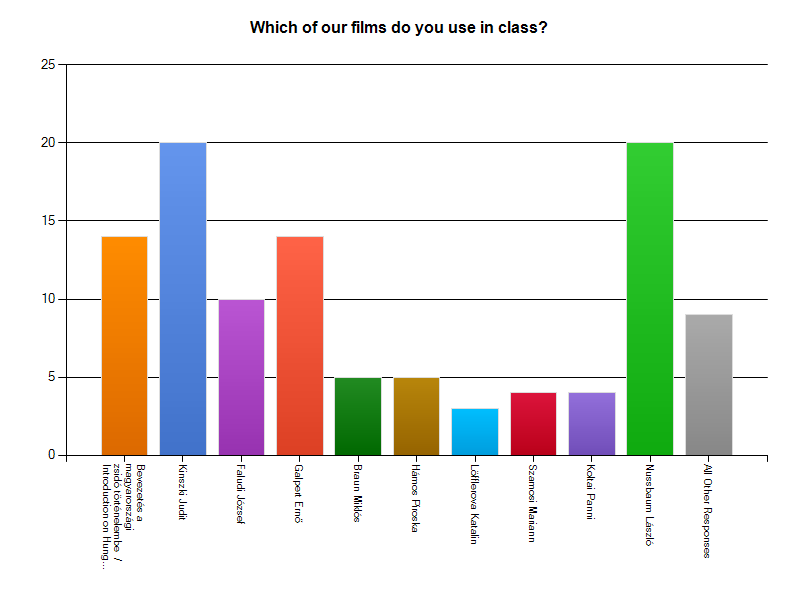 Which of our films do you use in class?
25
20
15
10
5
0
Bevezetés a
magyarországi
zsidó történelembe /
Introduction on Hung...
Kinszki Judit
Faludi József
Galpert Ernő
Braun Miklós
Hámos Piroska
Löfflerova Katalin
Szamosi Mariann
Koltai Panni
Nussbaum László
All Other Responses